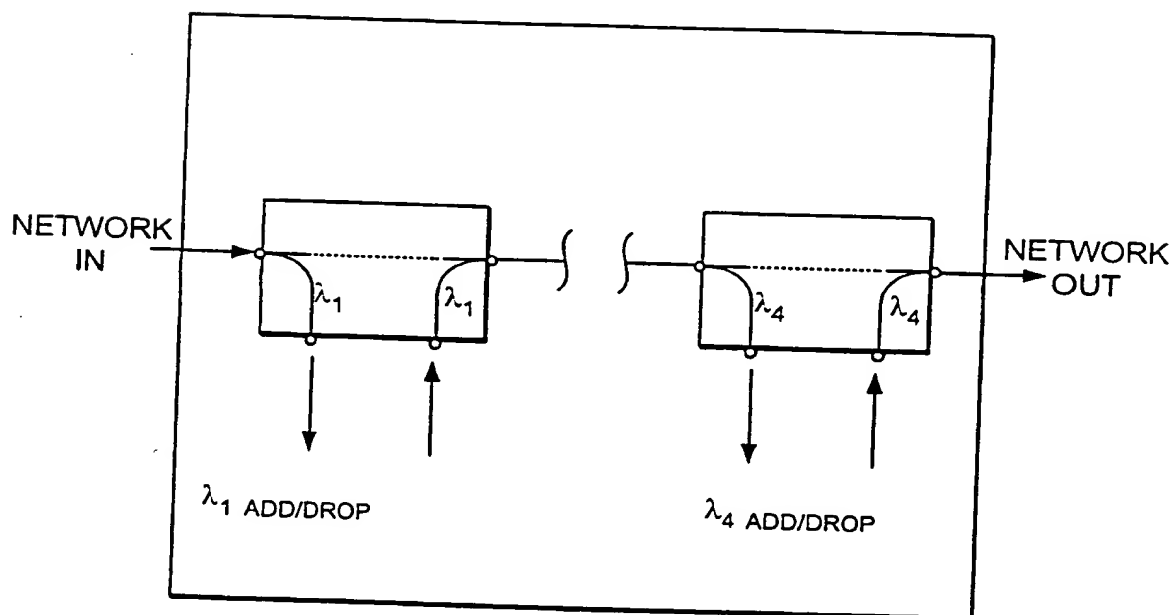 NETWORK
IN
λ1
λ1
λ4
λ4
NETWORK
OUT
λ1 ADD/DROP
λ4 ADD/DROP